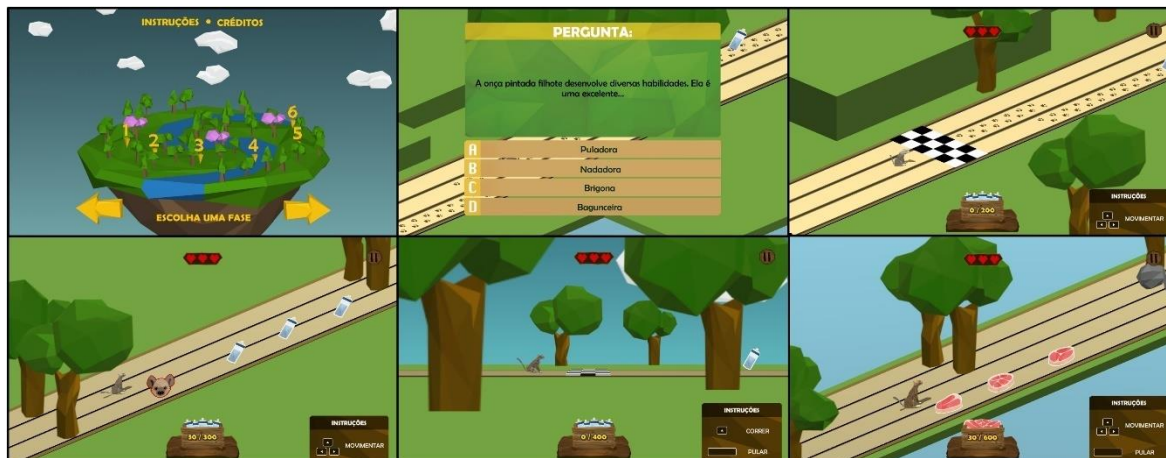 INSTRUÇÕES • CRÉDITOS
1
2
3
4
5
6
ESCOLHA UMA FASE
PERGUNTA:
A onça pintada filhote desenvolve diversas habilidades. Ela é
uma excelente...
A Puladora
B Nadadora
C Brigona
D Bagunceira
0 / 200
INSTRUÇÕES
MOVIMENTAR
30 / 300
INSTRUÇÕES
MOVIMENTAR
0 / 400
INSTRUÇÕES
CORRER
PULAR
30 / 600
INSTRUÇÕES
MOVIMENTAR
PULAR